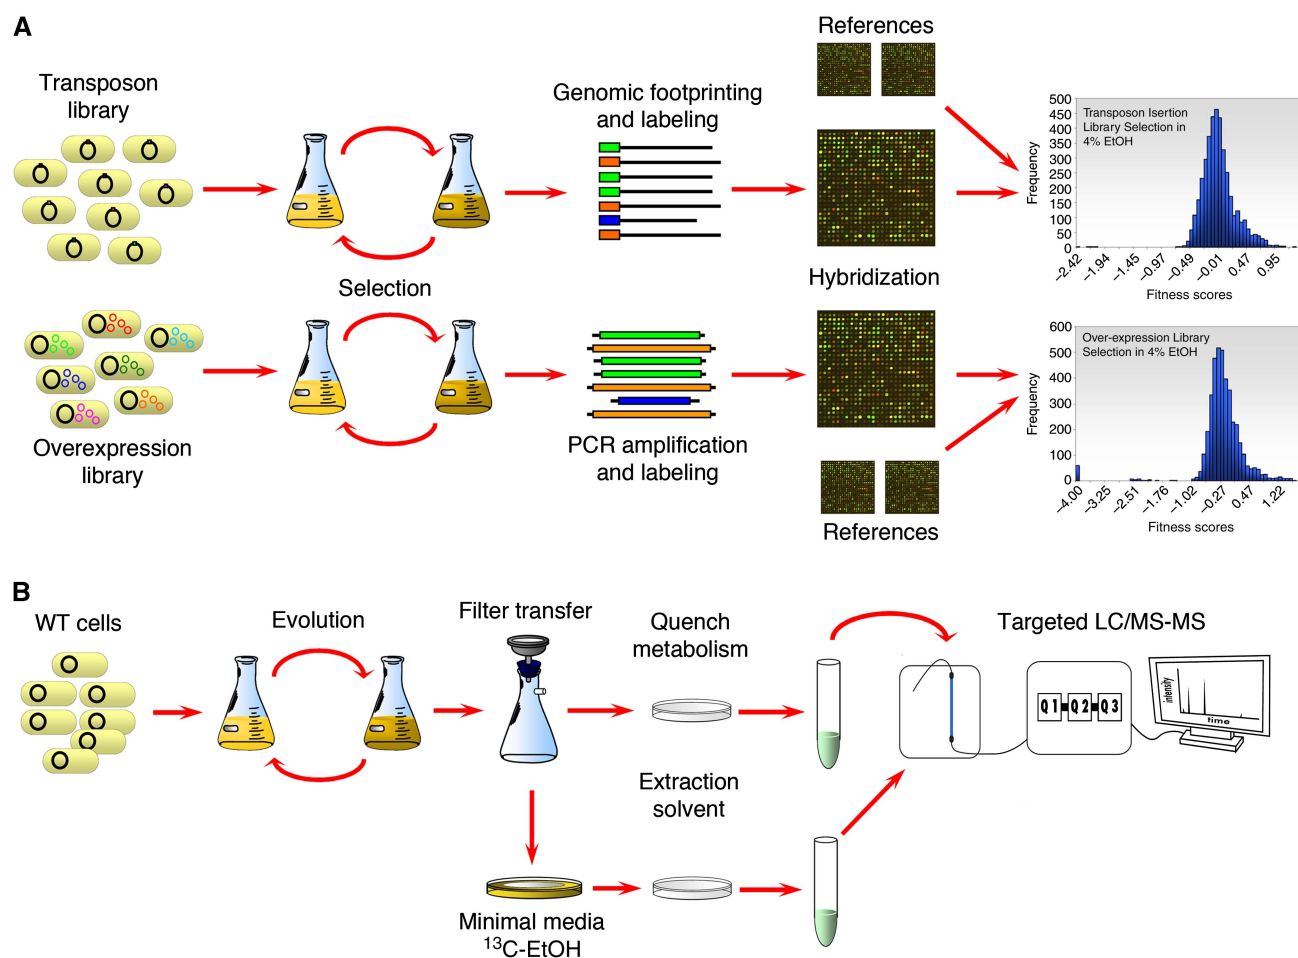 A
References
Transposon
library
Genomic footprinting
and labeling
Selection
Hybridization
Frequency
500
450
400
350
300
250
200
150
100
50
0
Transposon Isertion
Library Selection in
4% EtOH
−2.42
−1.94
−1.45
−0.97
−0.49
−0.01
0.47
0.95
Fitness scores
Overexpression
library
PCR amplification
and labeling
References
Frequency
600
500
400
300
200
100
0
Over-expression Library
Selection in 4% EtOH
−4.00
−3.25
−2.51
−1.76
−1.02
−0.27
0.47
1.22
Fitness scores
B
WT cells
Evolution
Filter transfer
Quench
metabolism
Targeted LC/MS-MS
Q1
Q2
Q3
intensity
time
Extraction
solvent
Minimal media
¹³C-EtOH